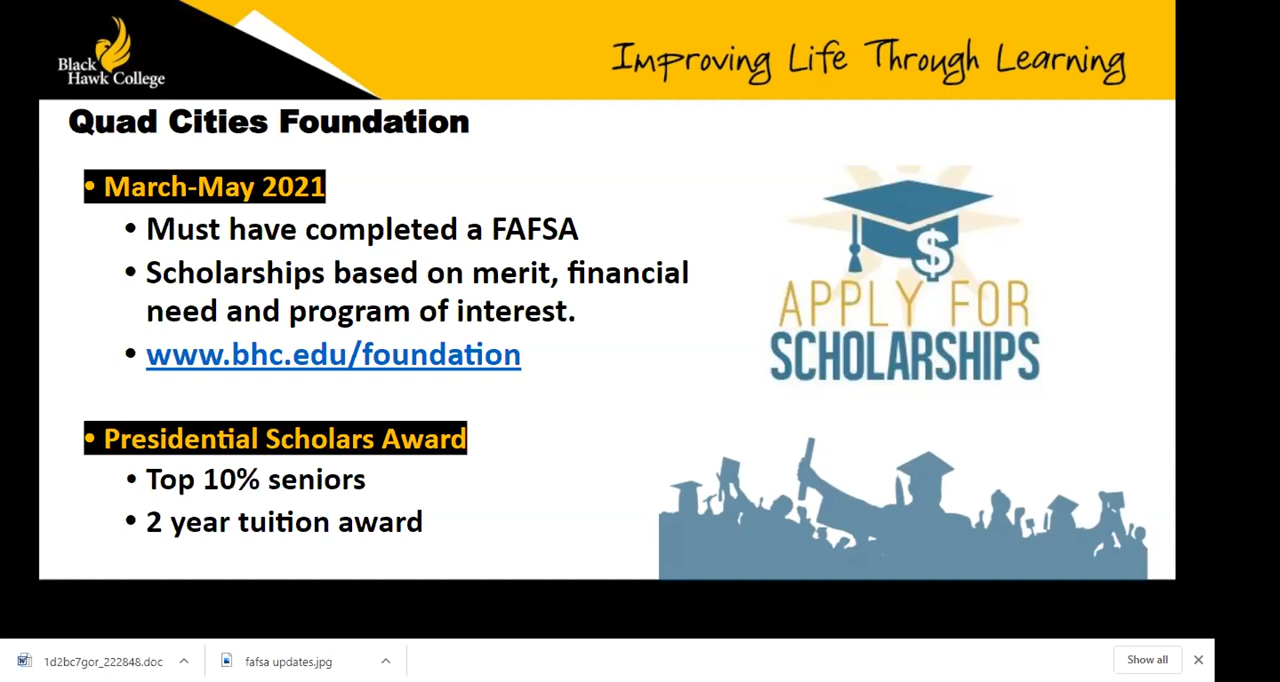 Black
Hawk College
Improving Life Through Learning
Quad Cities Foundation
• March-May 2021
• Must have completed a FAFSA
• Scholarships based on merit, financial
need and program of interest.
• www.bhc.edu/foundation
APPLY FOR
$
SCHOLARSHIPS
• Presidential Scholars Award
• Top 10% seniors
• 2 year tuition award
1d2bc7gor_222848.doc
fafsa updates.jpg
Show all